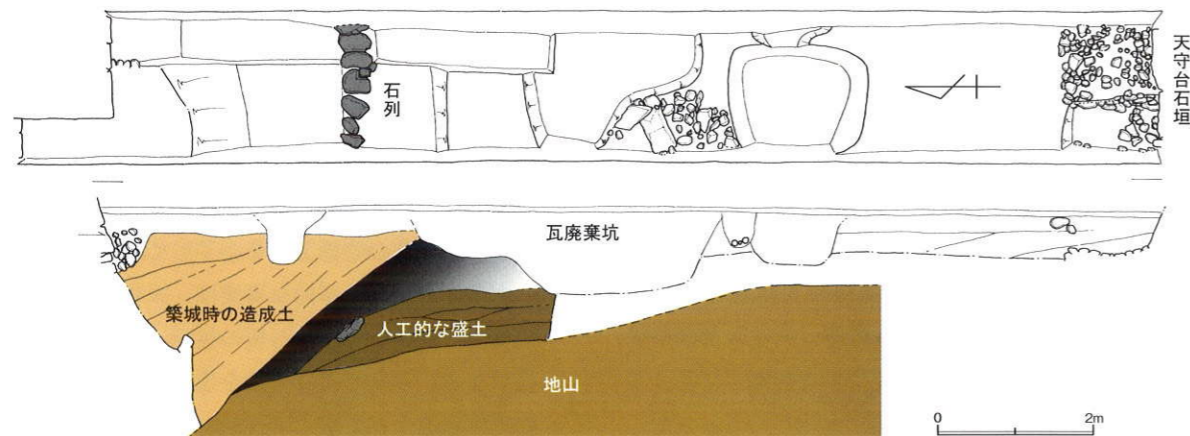 石列
天守台石垣
瓦廃棄坑
築城時の造成土
人工的な盛土
地山
0 2m